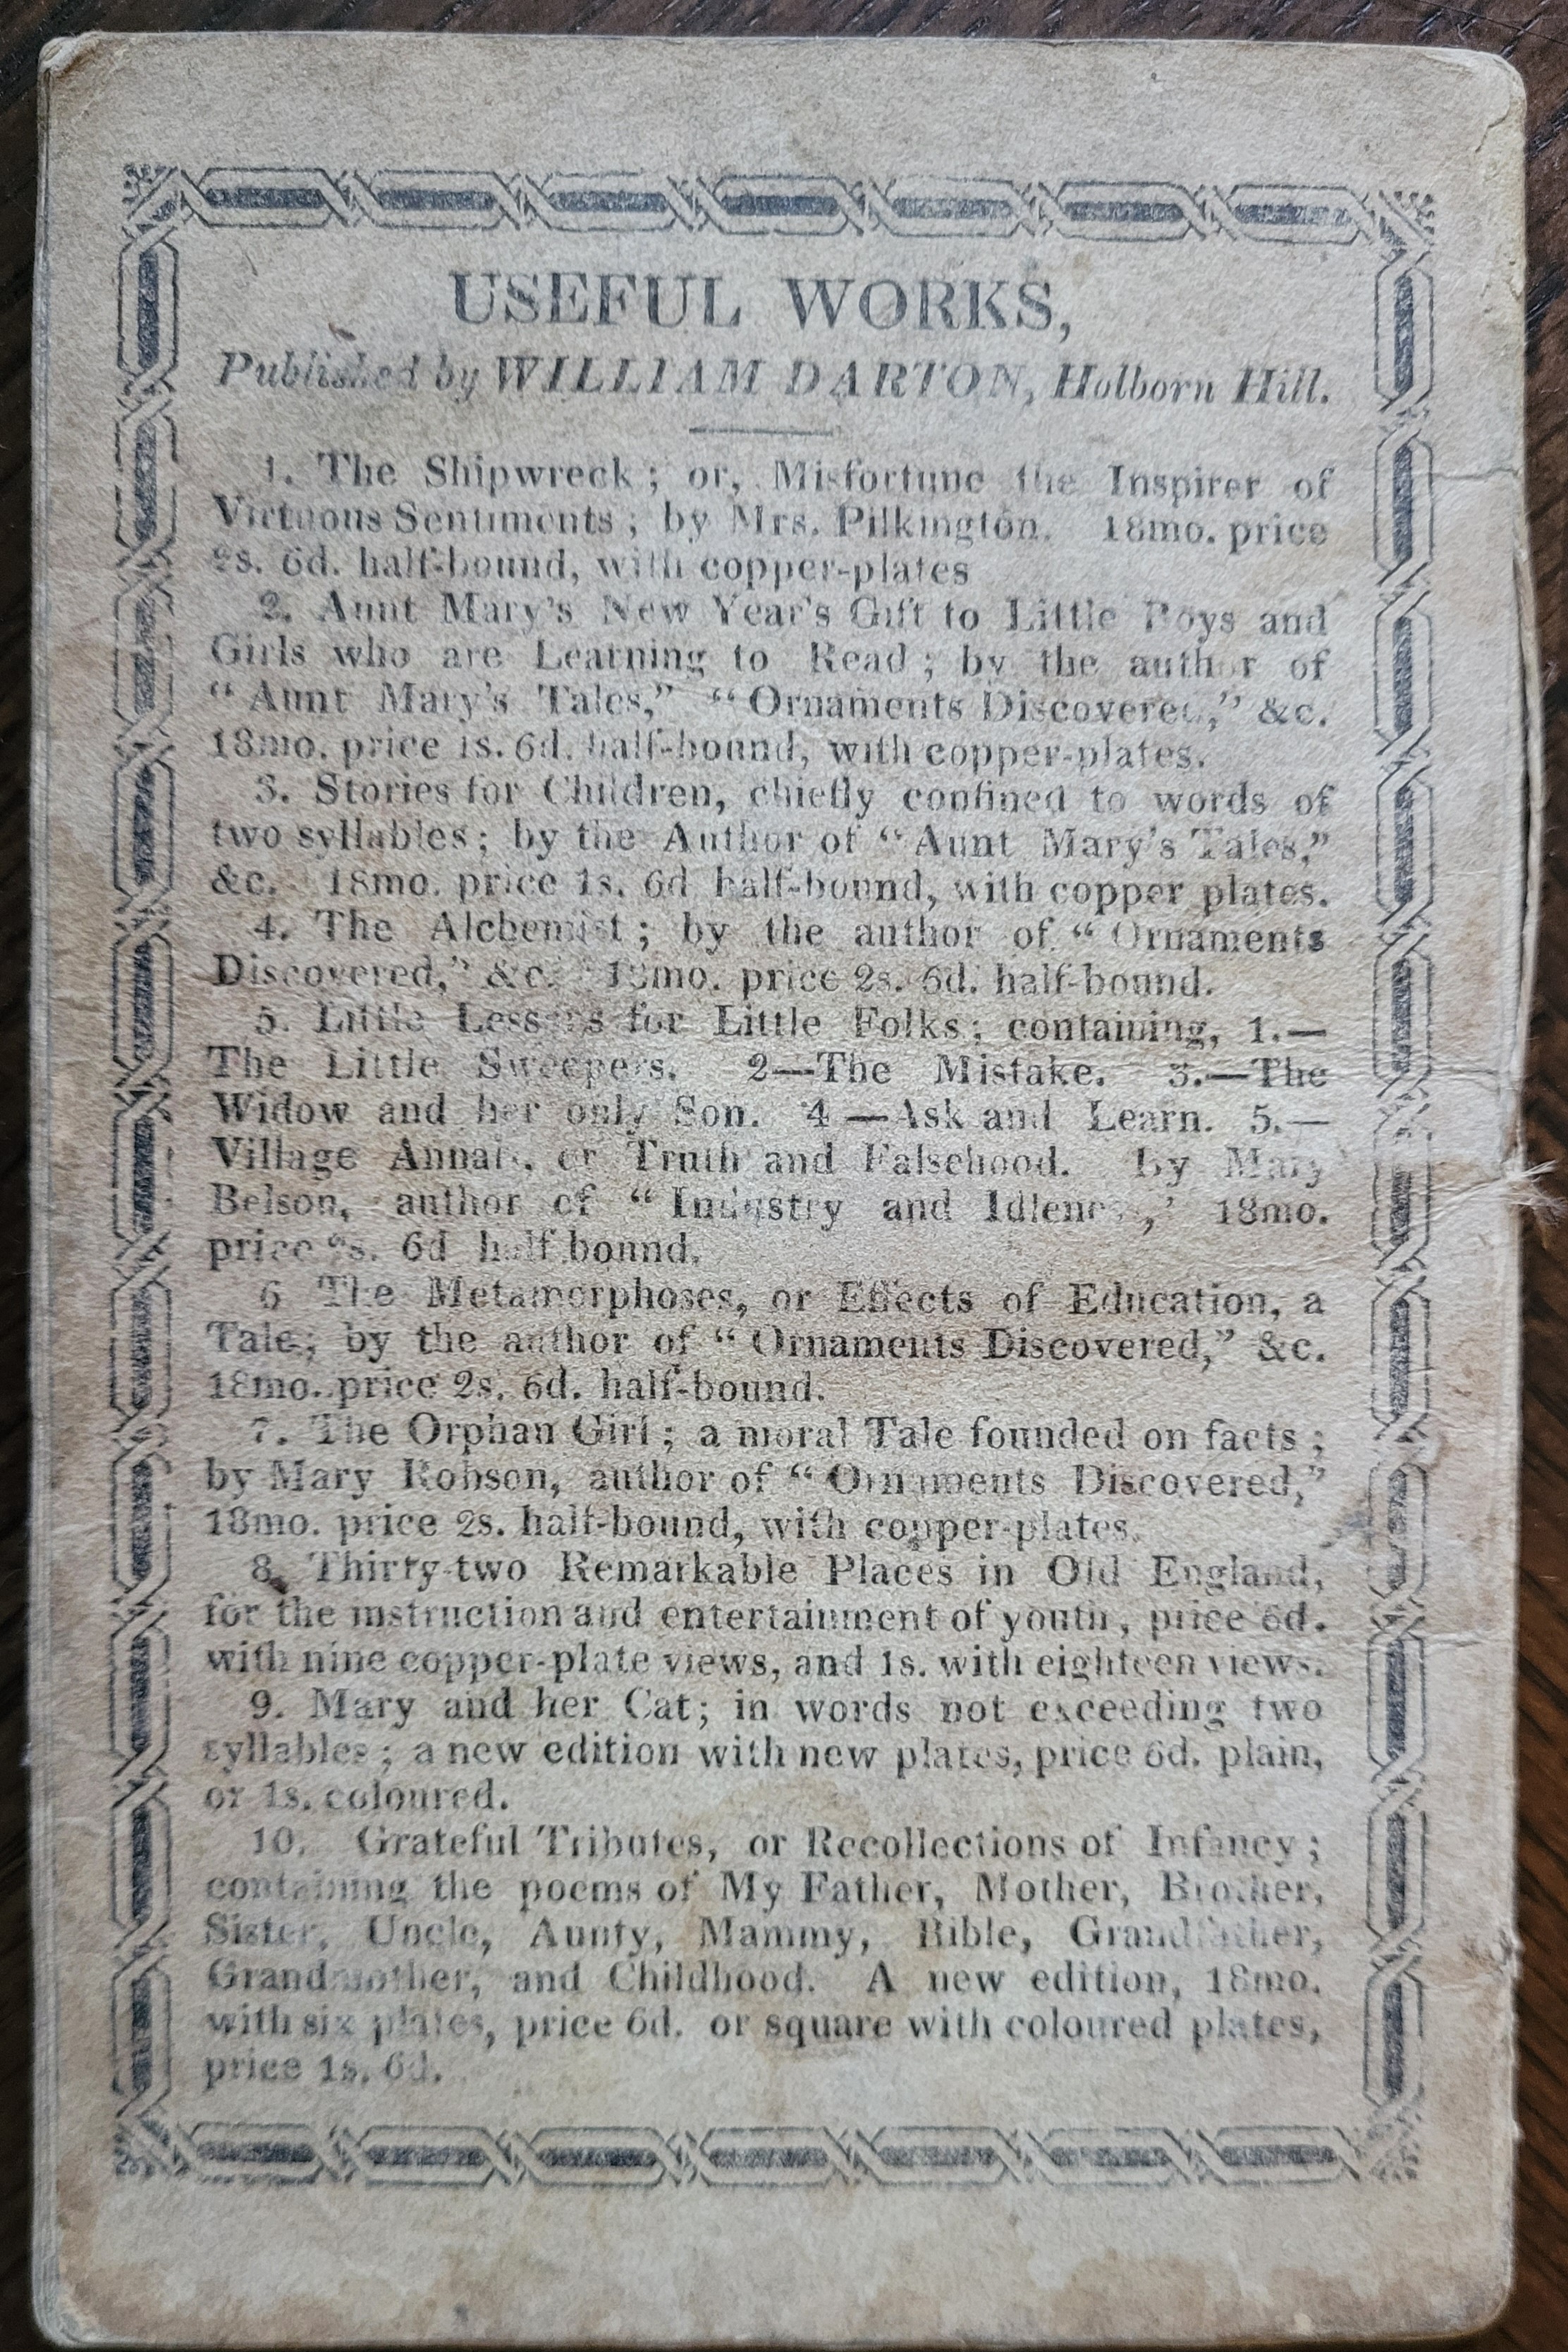 USEFUL WORKS,
Published by WILLIAM DARTON, Holborn Hill.
1. The Shipwreck; or, Misfortune the Inspirer of
Virtuous Sentiments; by Mrs. Pilkington. 18mo. price
2s. 6d. half-bound, with copper-plates
2. Aunt Mary's New Year's Gift to Little Boys and
Girls who are Learning to Read; by the author of
"Aunt Mary's Tales," "Ornaments Discovered," &c.
18mo. price 1s. 6d. half-bound, with copper-plates.
3. Stories for Children, chiefly confined to words of
two syllables; by the Author of "Aunt Mary's Tales,"
&c. 18mo. price 1s. 6d half-bound, with copper plates.
4. The Alchemist; by the author of "Ornaments
Discovered," &c. 18mo. price 2s. 6d. half-bound.
5. Little Lessons for Little Folks; containing, 1.—
The Little Sweepers. 2—The Mistake. 3.—The
Widow and her only Son. 4—Ask and Learn. 5.—
Village Annals, or Truth and Falsehood. By Mary
Belson, author of "Industry and Idleness,' 18mo.
price 2s. 6d half bound.
6 The Metamorphoses, or Effects of Education, a
Tale; by the author of "Ornaments Discovered," &c.
18mo. price 2s. 6d. half-bound.
7. The Orphan Girl; a moral Tale founded on facts;
by Mary Robson, author of "Ornaments Discovered,"
18mo. price 2s. half-bound, with copper-plates.
8. Thirty-two Remarkable Places in Old England,
for the instruction and entertainment of youth, price 6d.
with nine copper-plate views, and 1s. with eighteen views.
9. Mary and her Cat; in words not exceeding two
syllables; a new edition with new plates, price 6d. plain,
or 1s. coloured.
10. Grateful Tributes, or Recollections of Infancy;
containing the poems of My Father, Mother, Brother,
Sister, Uncle, Aunty, Mammy, Bible, Grandfather,
Grandmother, and Childhood. A new edition, 18mo.
with six plates, price 6d. or square with coloured plates,
price 1s. 6d.